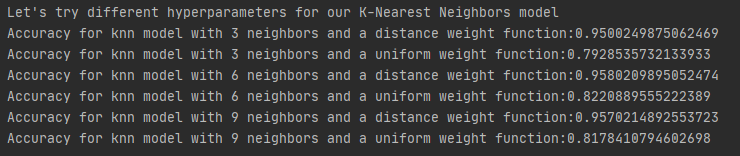 Let's try different hyperparameters for our K-Nearest Neighbors model
Accuracy for knn model with 3 neighbors and a distance weight function:0.9500249875062469
Accuracy for knn model with 3 neighbors and a uniform weight function:0.7928535732133933
Accuracy for knn model with 6 neighbors and a distance weight function:0.9580209895052474
Accuracy for knn model with 6 neighbors and a uniform weight function:0.8220889555222389
Accuracy for knn model with 9 neighbors and a distance weight function:0.9570214892553723
Accuracy for knn model with 9 neighbors and a uniform weight function:0.8178410794602698